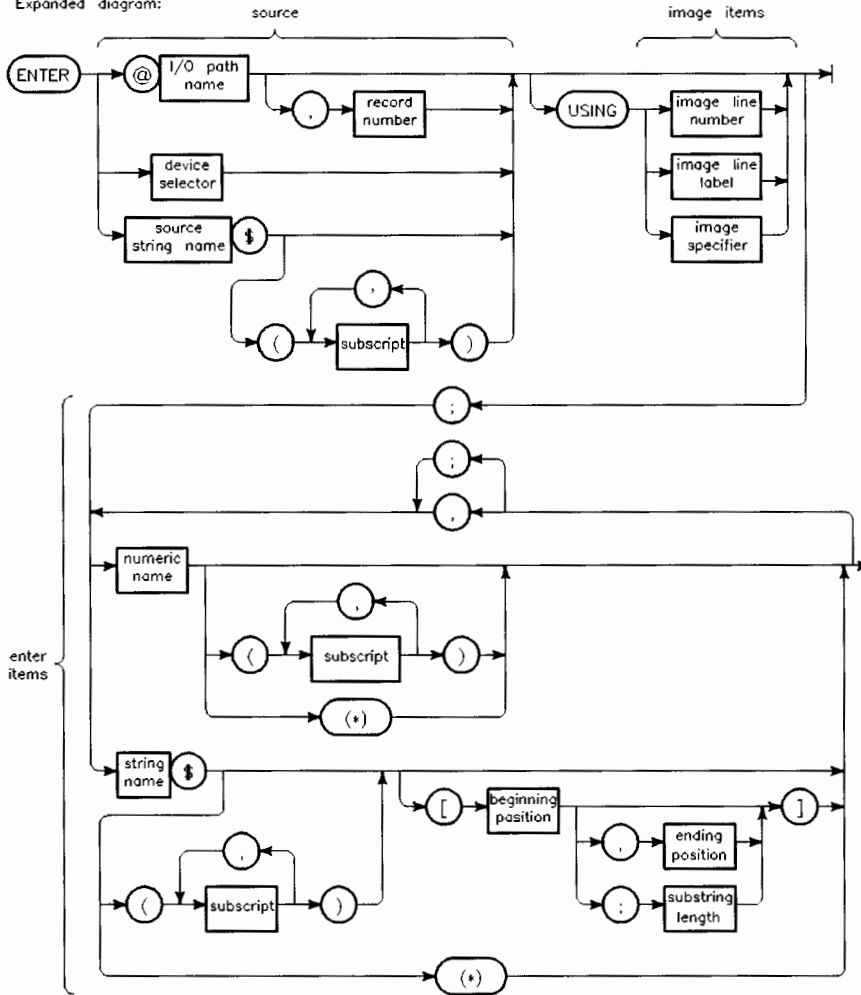 Expanded diagram:
source
image items
ENTER
@
I/O path
name
,
record
number
USING
image line
number
device
selector
image line
label
source
string name
$
image
specifier
,
(
subscript
)
;
;
,
numeric
name
,
(
subscript
)
(*)
enter
items
string
name
$
[
beginning
position
]
,
ending
position
,
(
subscript
)
;
substring
length
(*)